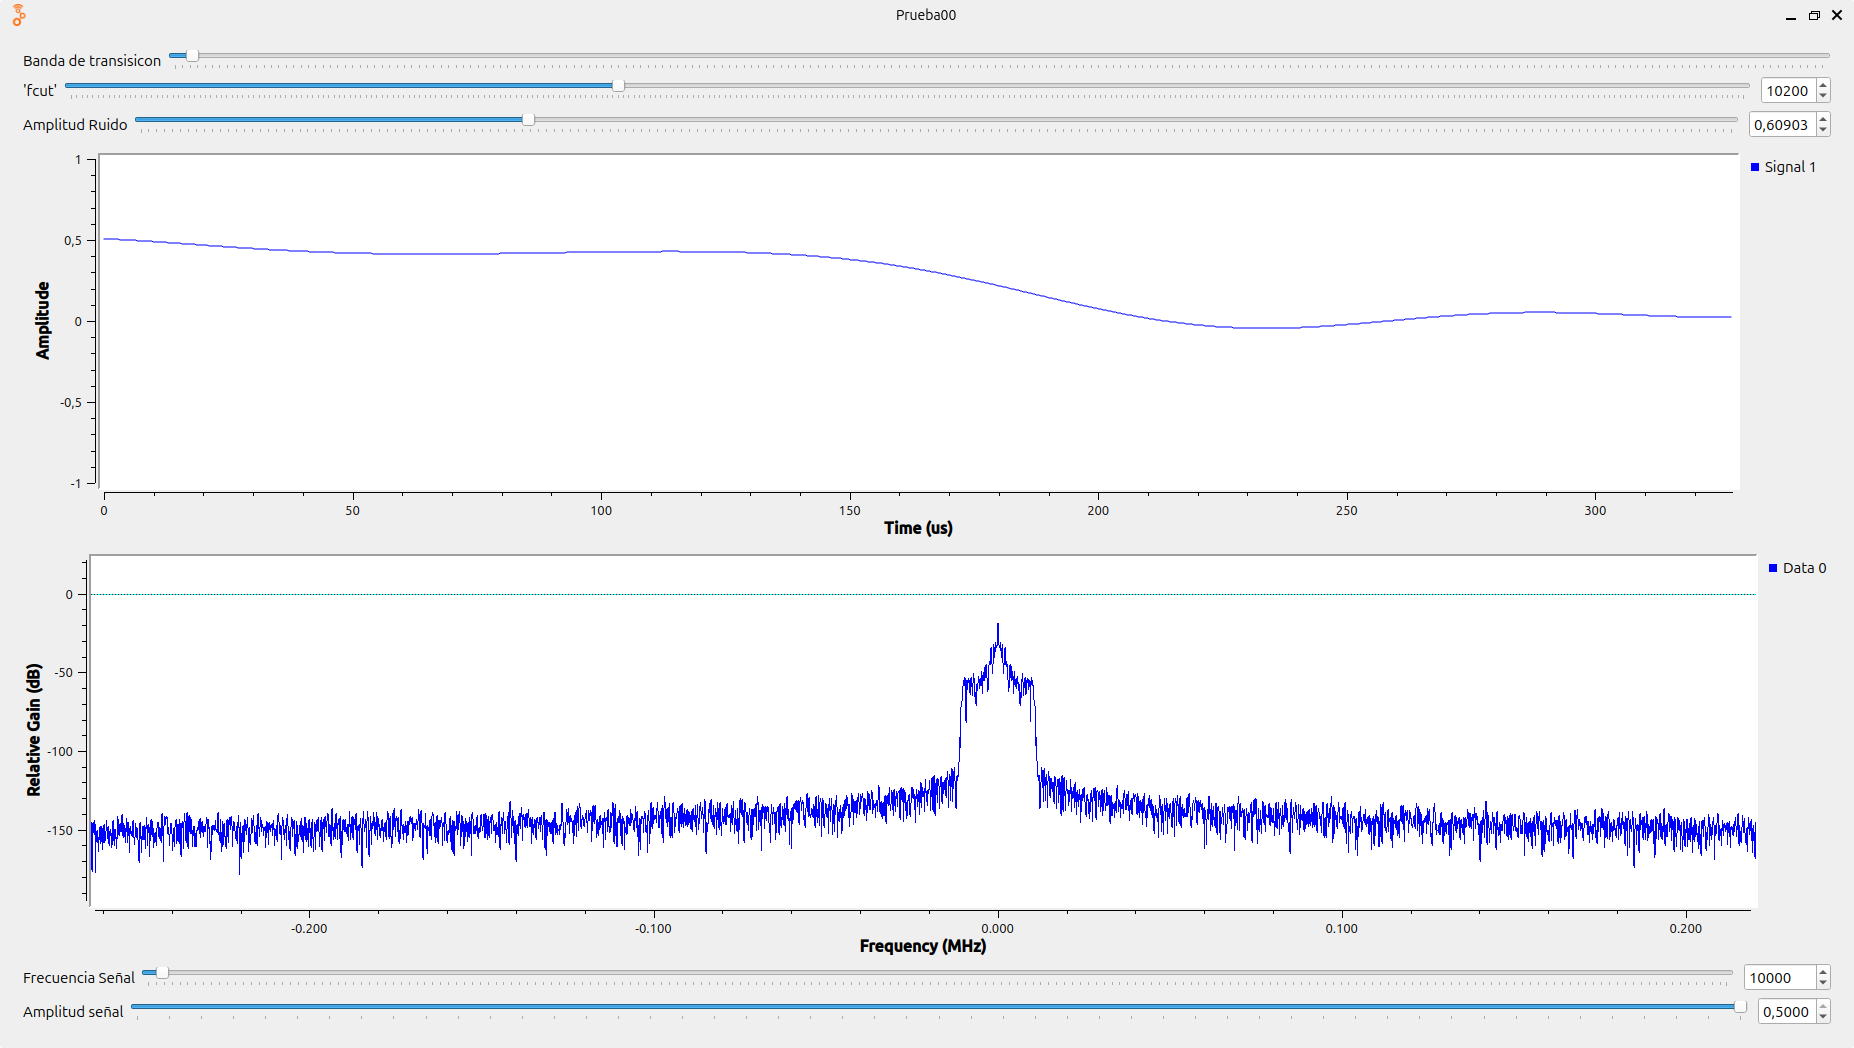 Prueba00
Banda de transisicon
'fcut'
10200
Amplitud Ruido
0,60903
1
0,5
0
-0,5
-1
Amplitude
Signal 1
0 50 100 150 200 250 300
Time (us)
0
-50
-100
-150
Relative Gain (dB)
Data 0
-0.200 -0.100 0.000 0.100 0.200
Frequency (MHz)
Frecuencia Señal
10000
Amplitud señal
0,5000